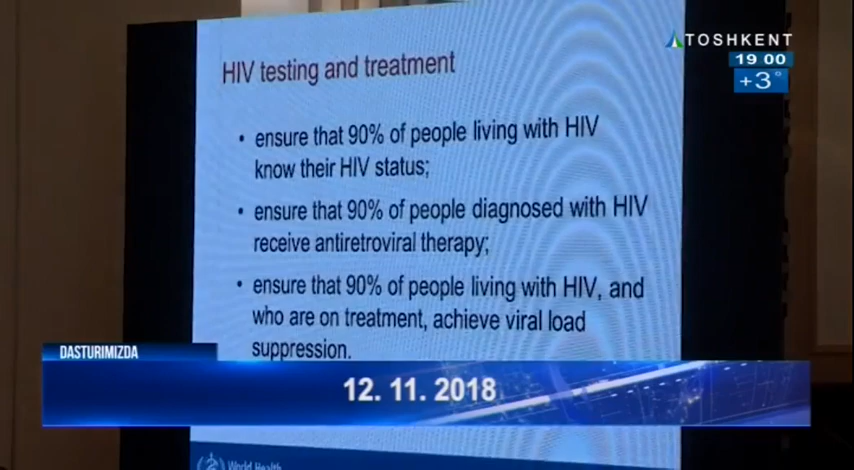 TOSHKENT
19 00
+3°
HIV testing and treatment
• ensure that 90% of people living with HIV
know their HIV status;
• ensure that 90% of people diagnosed with HIV
receive antiretroviral therapy;
• ensure that 90% of people living with HIV, and
who are on treatment, achieve viral load
suppression.
DASTURIMIZDA
12. 11. 2018
World Health